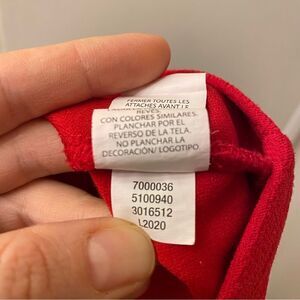 FERMER TOUTES LES
ATTACHES AVANT LE
REVES.
CON COLORES SIMILARES.
PLANCHAR POR EL
REVERSO DE LA TELA.
NO PLANCHAR LA
DECORACIÓN/ LOGOTIPO.
7000036
5100940
3016512
L2020